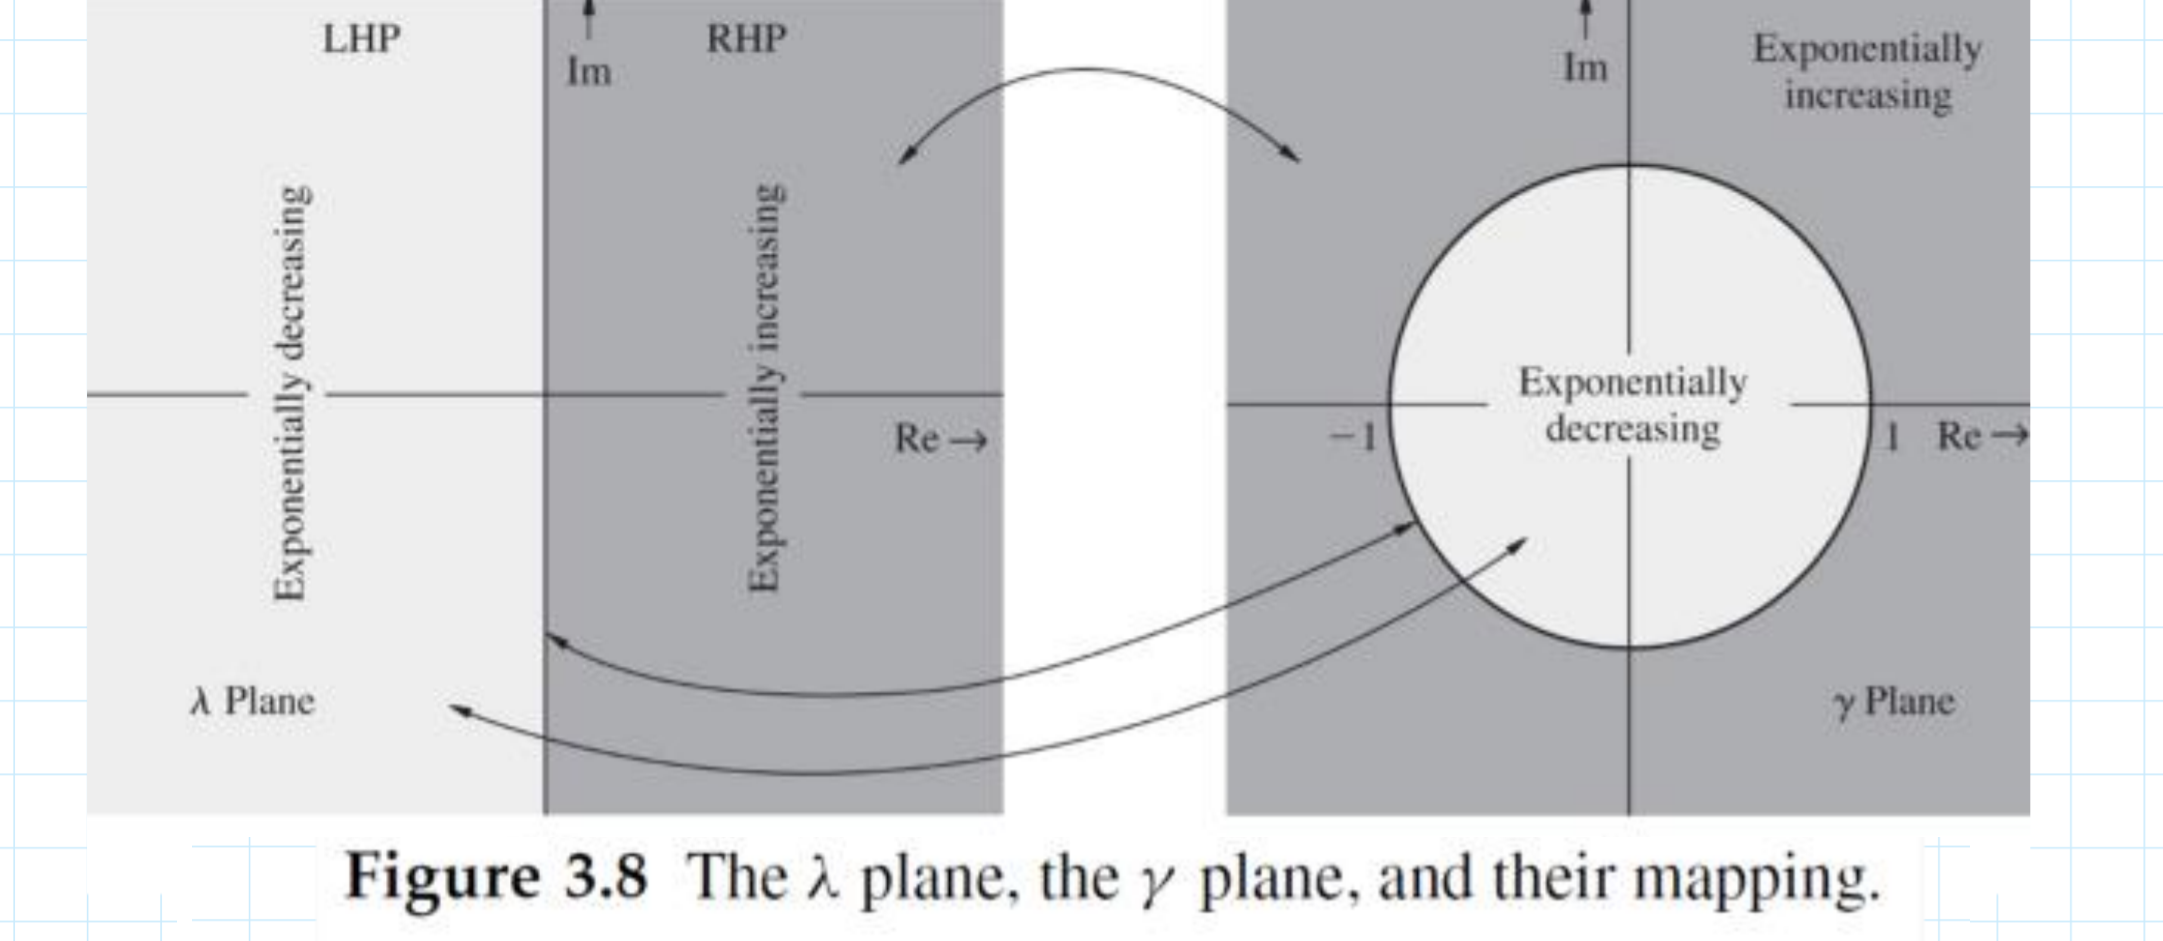 LHP
Im
RHP
Exponentially decreasing
Exponentially increasing
Re →
λ Plane
Im
Exponentially
increasing
Exponentially
decreasing
−1
1
Re →
γ Plane
Figure 3.8 The λ plane, the γ plane, and their mapping.